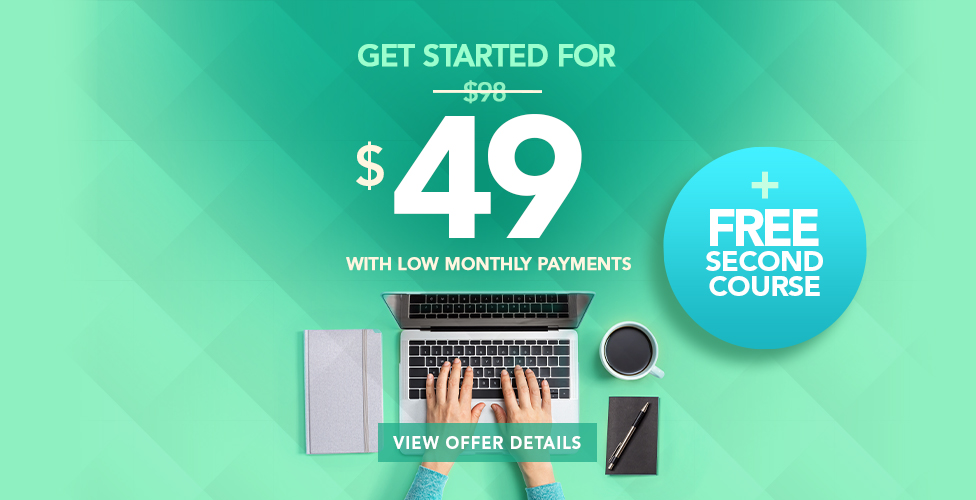 GET STARTED FOR
$98
$49
WITH LOW MONTHLY PAYMENTS
+
FREE
SECOND
COURSE
VIEW OFFER DETAILS